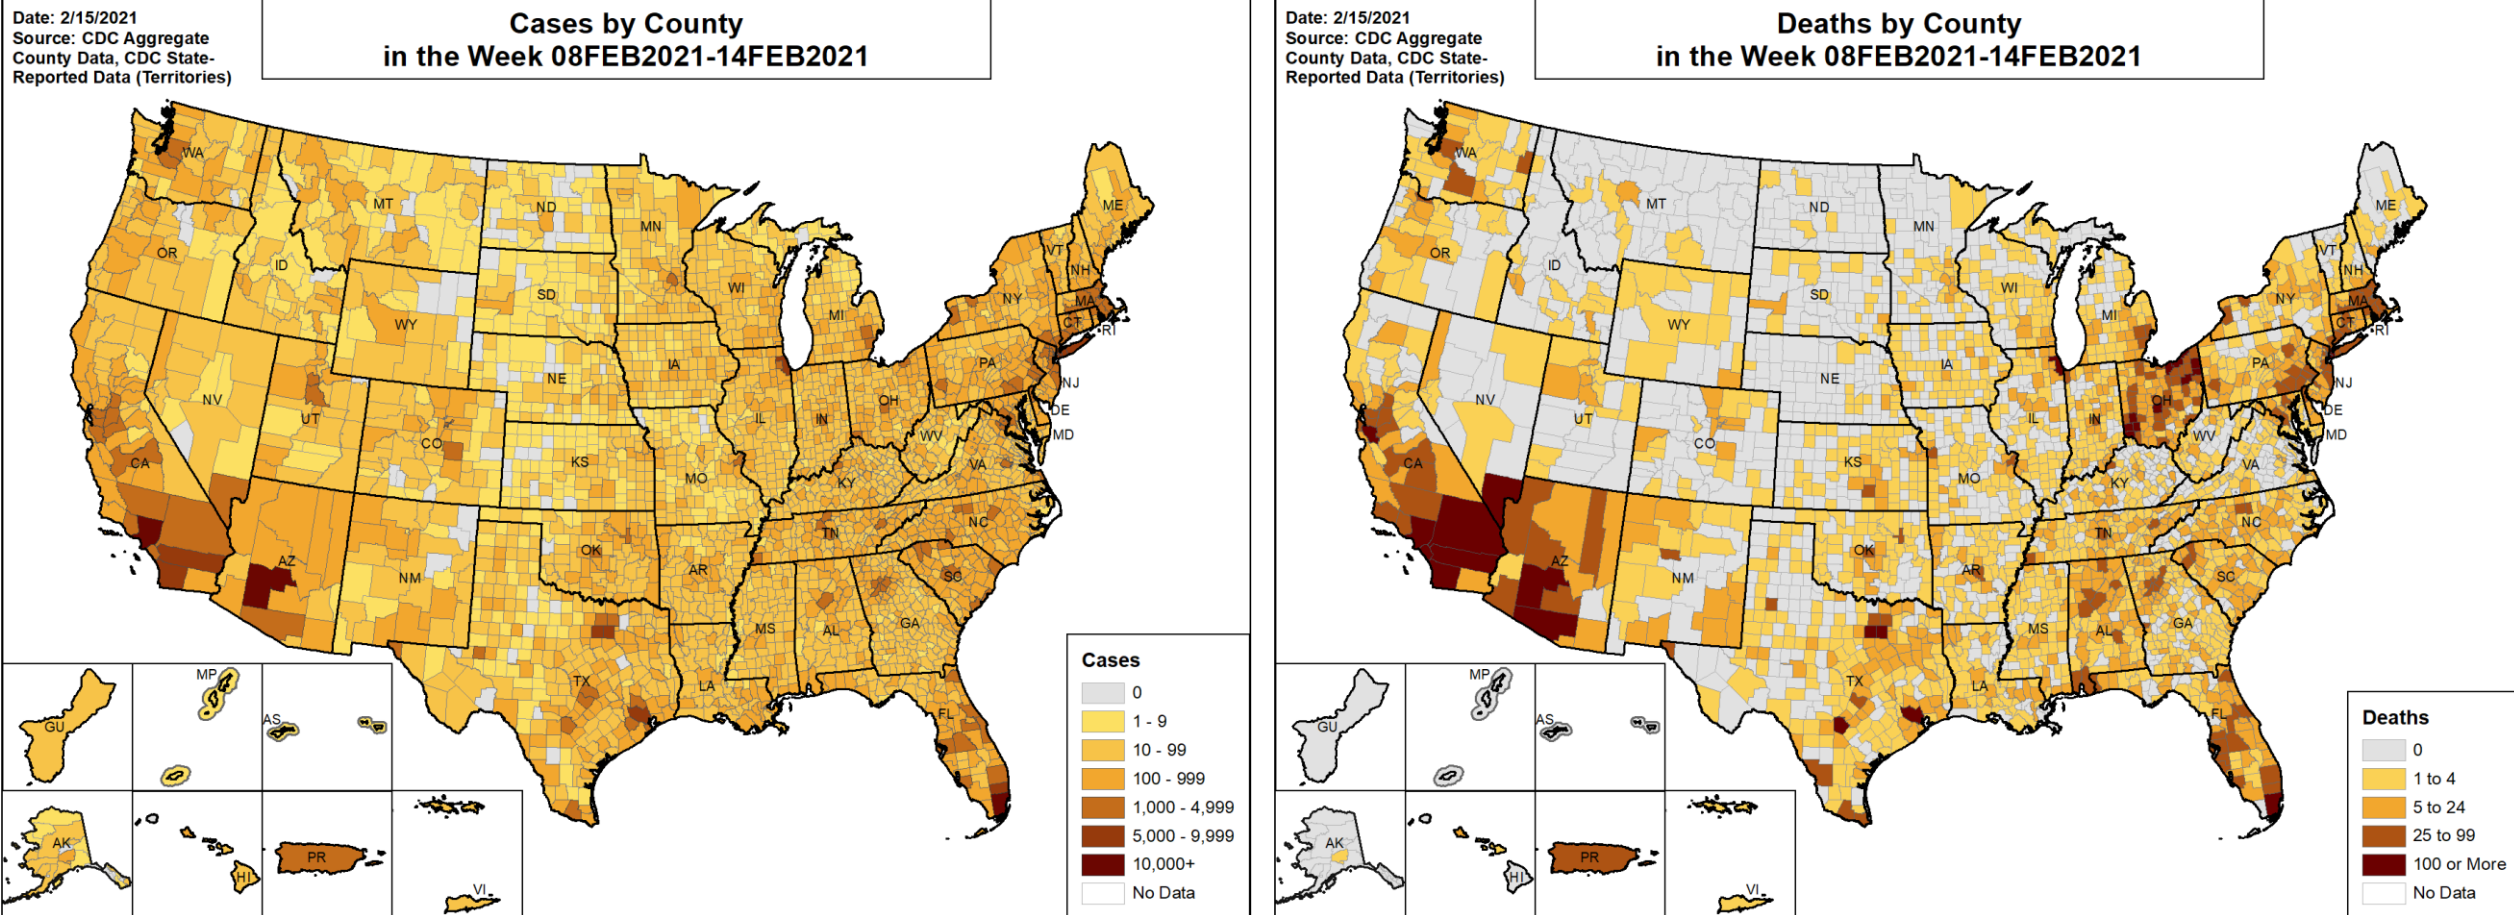 Date: 2/15/2021
Source: CDC Aggregate
County Data, CDC State-
Reported Data (Territories)
Cases by County
in the Week 08FEB2021-14FEB2021
WA
MT
ND
MN
ME
OR
ID
SD
WI
VT
NH
NY
MA
WY
MI
CT
RI
IA
PA
NE
NV
NJ
UT
IL
IN
OH
DE
CO
WV
MD
CA
KS
MO
KY
VA
NC
TN
OK
AZ
NM
AR
SC
MS
AL
GA
TX
LA
FL
GU
MP
AS
AK
HI
PR
VI
Cases
0
1 - 9
10 - 99
100 - 999
1,000 - 4,999
5,000 - 9,999
10,000+
No Data
Date: 2/15/2021
Source: CDC Aggregate
County Data, CDC State-
Reported Data (Territories)
Deaths by County
in the Week 08FEB2021-14FEB2021
WA
MT
ND
MN
ME
OR
ID
SD
WI
VT
NH
NY
MA
WY
MI
CT
RI
IA
PA
NE
NV
NJ
UT
IL
IN
OH
DE
CO
WV
MD
CA
KS
MO
KY
VA
NC
TN
OK
AZ
NM
AR
SC
MS
AL
GA
TX
LA
FL
GU
MP
AS
AK
HI
PR
VI
Deaths
0
1 to 4
5 to 24
25 to 99
100 or More
No Data